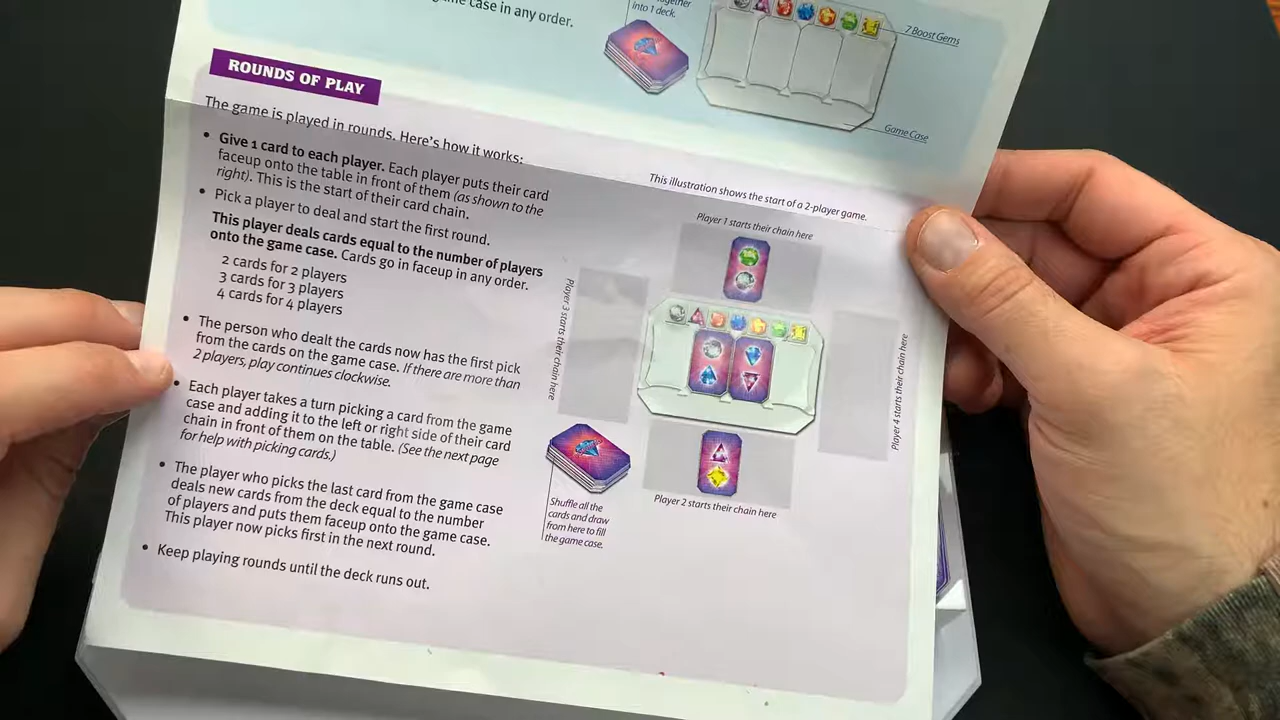 game case in any order.
into 1 deck.
7 Boost Gems
Game Case
ROUNDS OF PLAY
The game is played in rounds. Here's how it works:
• Give 1 card to each player. Each player puts their card
faceup onto the table in front of them (as shown to the
right). This is the start of their card chain.
• Pick a player to deal and start the first round.
This player deals cards equal to the number of players
onto the game case. Cards go in faceup in any order.
2 cards for 2 players
3 cards for 3 players
4 cards for 4 players
• The person who dealt the cards now has the first pick
from the cards on the game case. If there are more than
2 players, play continues clockwise.
• Each player takes a turn picking a card from the game
case and adding it to the left or right side of their card
chain in front of them on the table. (See the next page
for help with picking cards.)
• The player who picks the last card from the game case
deals new cards from the deck equal to the number
of players and puts them faceup onto the game case.
This player now picks first in the next round.
• Keep playing rounds until the deck runs out.
This illustration shows the start of a 2-player game.
Player 1 starts their chain here
Player 3 starts their chain here
Player 4 starts their chain here
Player 2 starts their chain here
Shuffle all the
cards and draw
from here to fill
the game case.